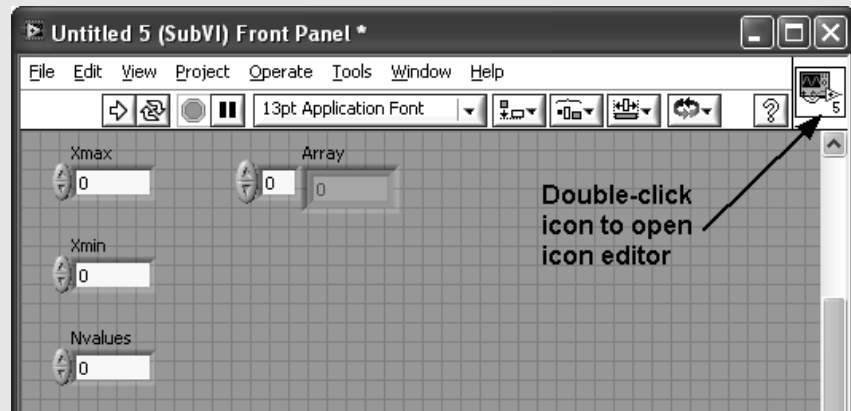 Untitled 5 (SubVI) Front Panel *
File Edit View Project Operate Tools Window Help
13pt Application Font
?
5
Xmax
0
Array
0
0
Double-click
icon to open
icon editor
Xmin
0
Nvalues
0